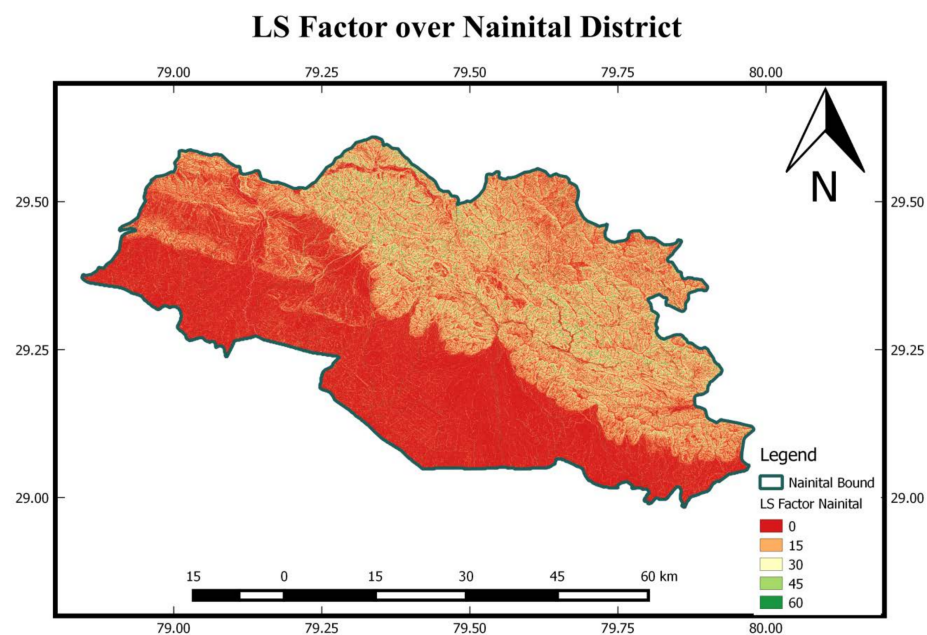 LS Factor over Nainital District
79.00 79.25 79.50 79.75 80.00
N
29.50 29.50
29.25 29.25
Legend
Nainital Bound
29.00 29.00
LS Factor Nainital
0
15
30
45
60
15 0 15 30 45 60 km
79.00 79.25 79.50 79.75 80.00